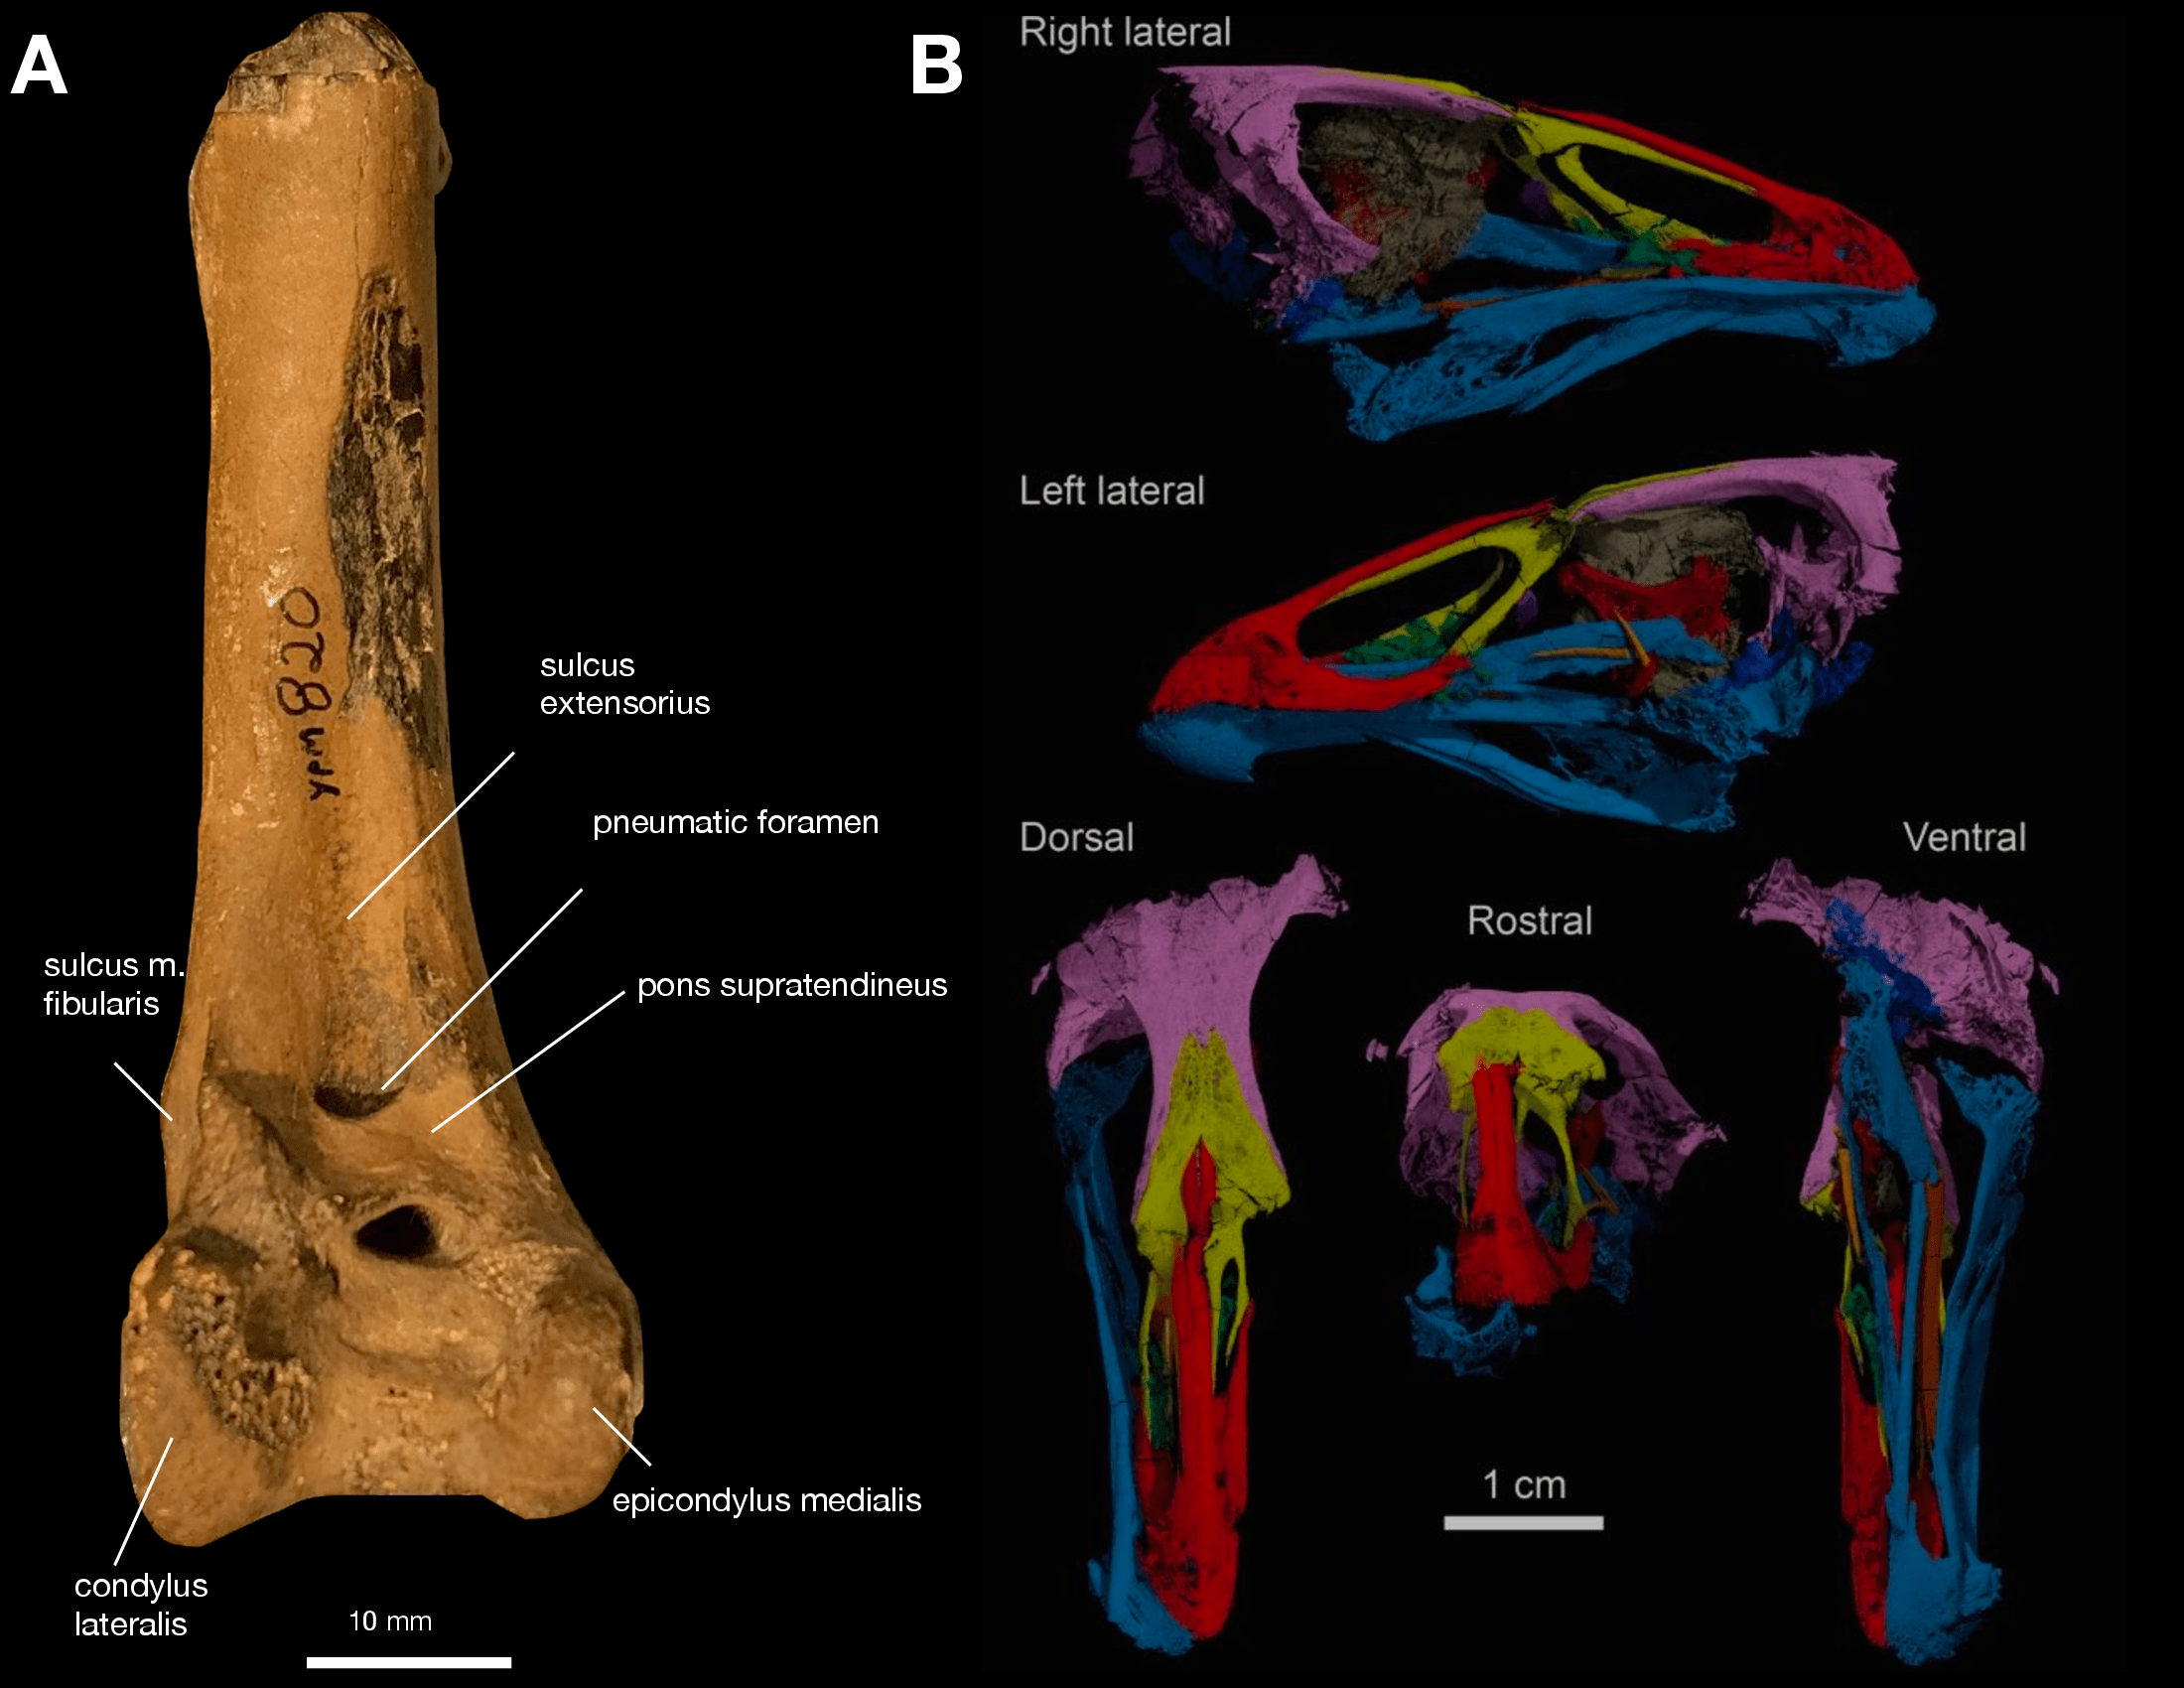 A
B
Right lateral
Left lateral
sulcus
extensorius
pneumatic foramen
Dorsal
Ventral
Rostral
sulcus m.
fibularis
pons supratendineus
YPM 820
1 cm
epicondylus medialis
condylus
lateralis
10 mm